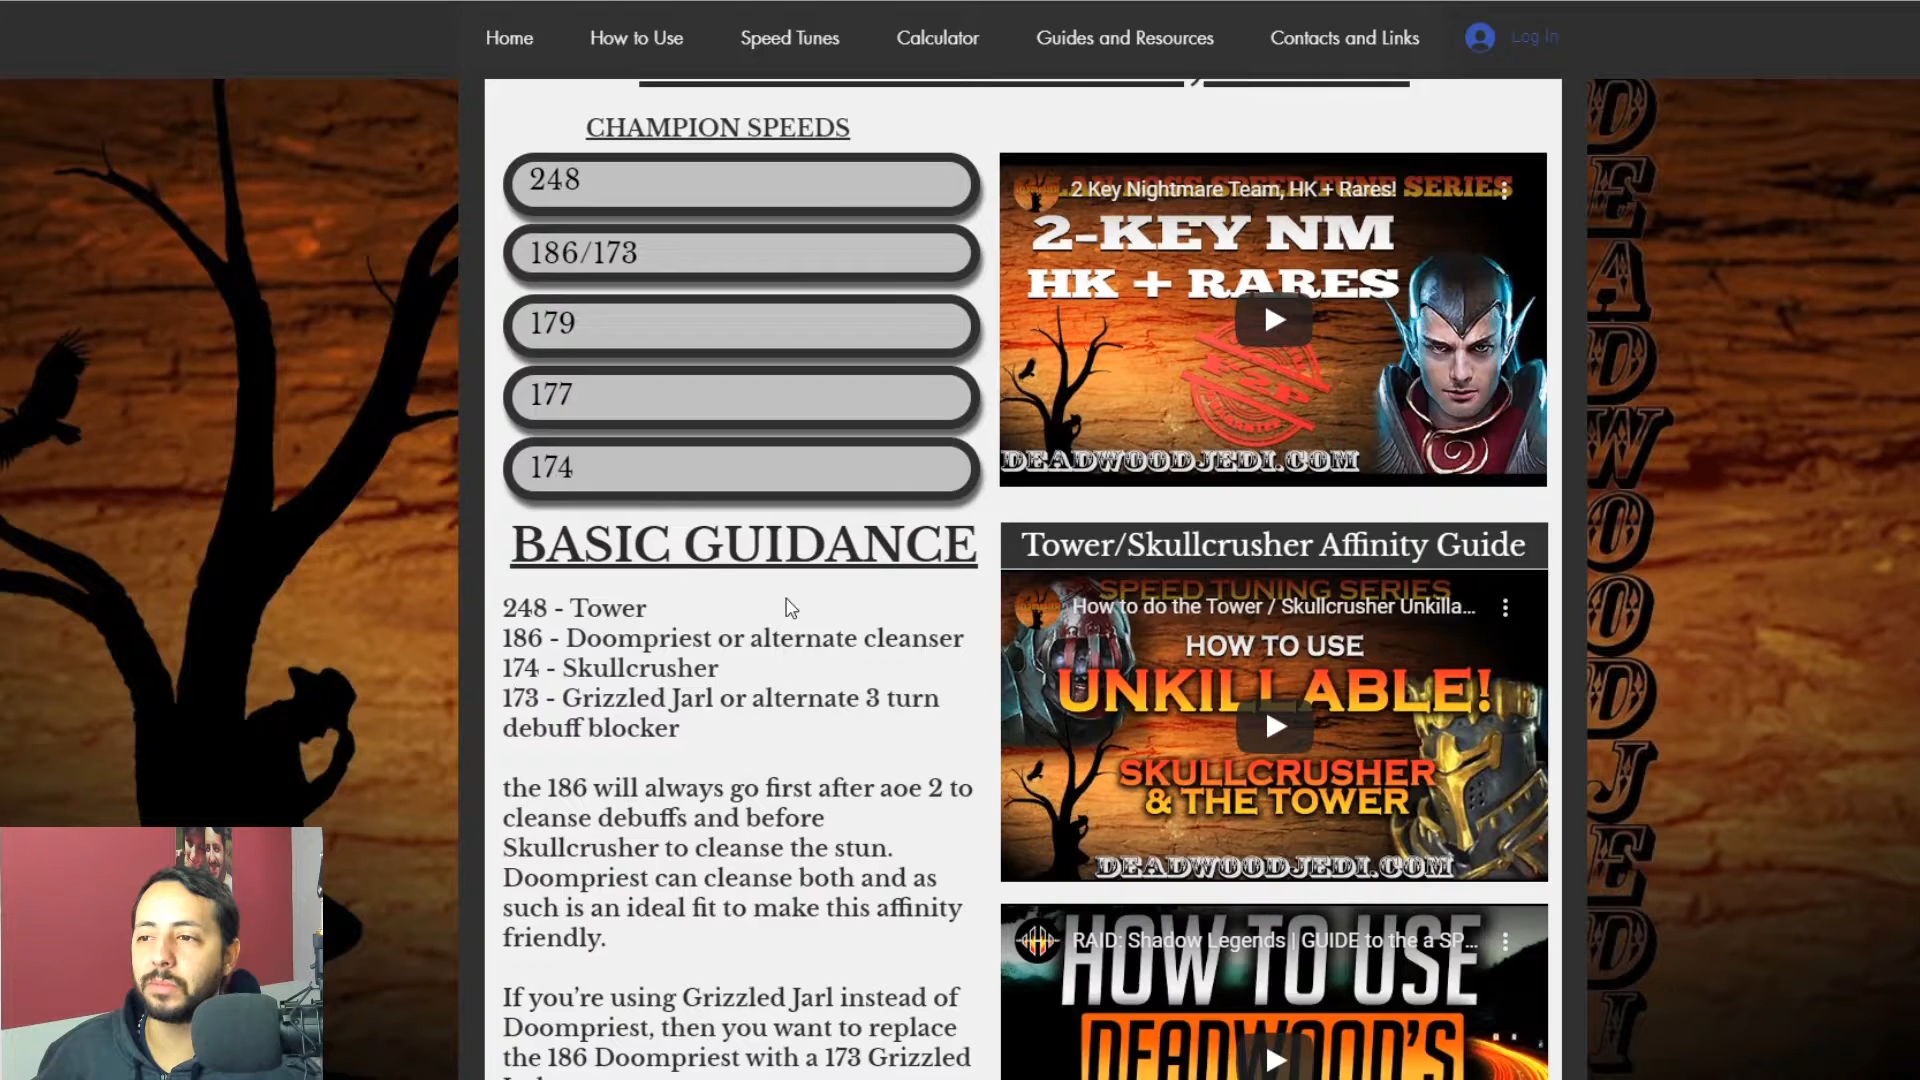 Home How to Use Speed Tunes Calculator Guides and Resources Contacts and Links Log In
CHAMPION SPEEDS
248
186/173
179
177
174
BASIC GUIDANCE
248 - Tower
186 - Doompriest or alternate cleanser
174 - Skullcrusher
173 - Grizzled Jarl or alternate 3 turn
debuff blocker
the 186 will always go first after aoe 2 to
cleanse debuffs and before
Skullcrusher to cleanse the stun.
Doompriest can cleanse both and as
such is an ideal fit to make this affinity
friendly.
If you're using Grizzled Jarl instead of
Doompriest, then you want to replace
the 186 Doompriest with a 173 Grizzled
2 Key Nightmare Team, HK + Rares!
SERIES
2-KEY NM
HK + RARES
DEADWOODJEDI.COM
Tower/Skullcrusher Affinity Guide
SPEED TUNING SERIES
How to do the Tower / Skullcrusher Unkilla...
HOW TO USE
UNKILLABLE!
SKULLCRUSHER
& THE TOWER
DEADWOODJEDI.COM
RAID: Shadow Legends | GUIDE to the a SP...
HOW TO USE
DEADWOOD'S
DEADWOODJEDI